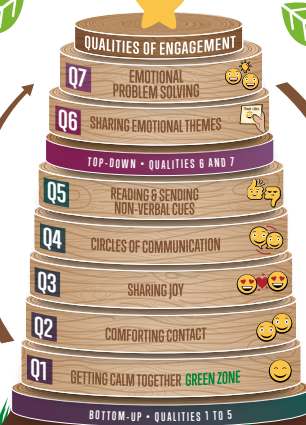 QUALITIES OF ENGAGEMENT
Q7 EMOTIONAL
PROBLEM SOLVING
Q6 SHARING EMOTIONAL THEMES
TOP-DOWN • QUALITIES 6 AND 7
Q5 READING & SENDING
NON-VERBAL CUES
Q4 CIRCLES OF COMMUNICATION
Q3 SHARING JOY
Q2 COMFORTING CONTACT
Q1 GETTING CALM TOGETHER GREEN ZONE
BOTTOM-UP • QUALITIES 1 TO 5